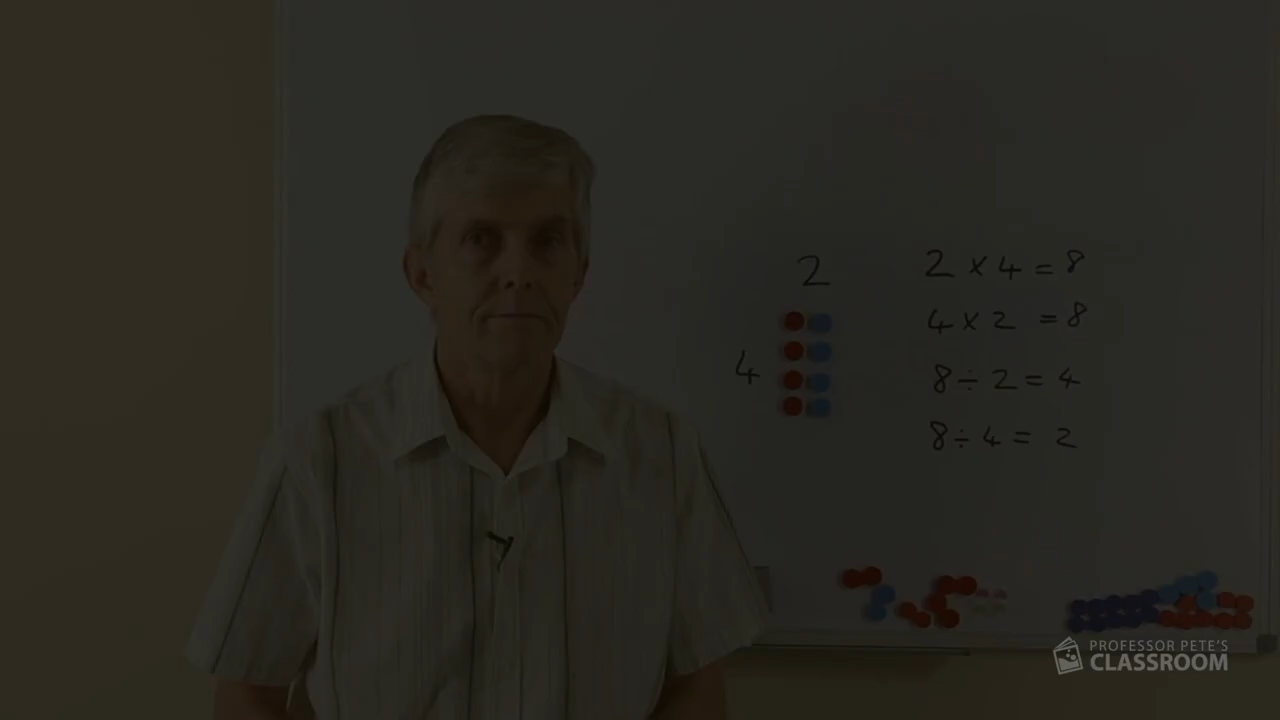 2
4
2 × 4 = 8
4 × 2 = 8
8 ÷ 2 = 4
8 ÷ 4 = 2
PROFESSOR PETE'S
CLASSROOM